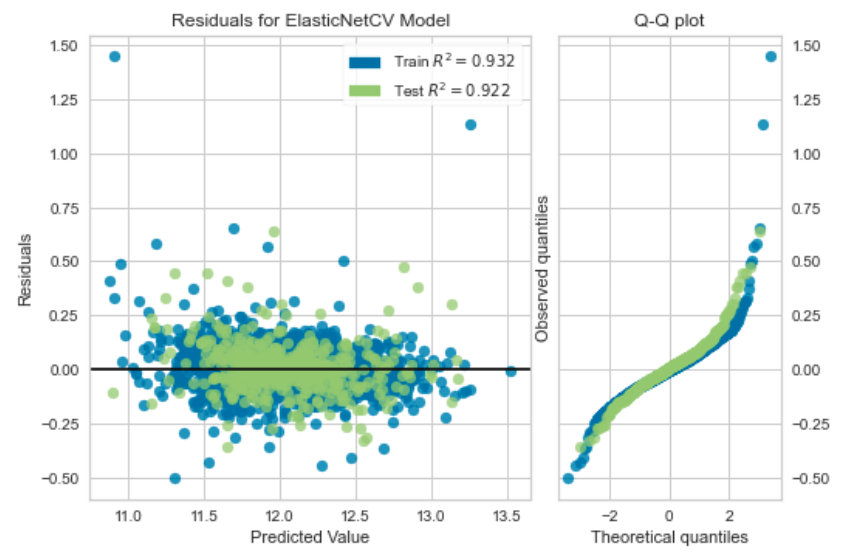 Residuals for ElasticNetCV Model
Train R² = 0.932
Test R² = 0.922
1.50
1.25
1.00
0.75
0.50
0.25
0.00
−0.25
−0.50
Residuals
11.0 11.5 12.0 12.5 13.0 13.5
Predicted Value
Q-Q plot
Observed quantiles
1.50
1.25
1.00
0.75
0.50
0.25
0.00
−0.25
−0.50
−2 0 2
Theoretical quantiles